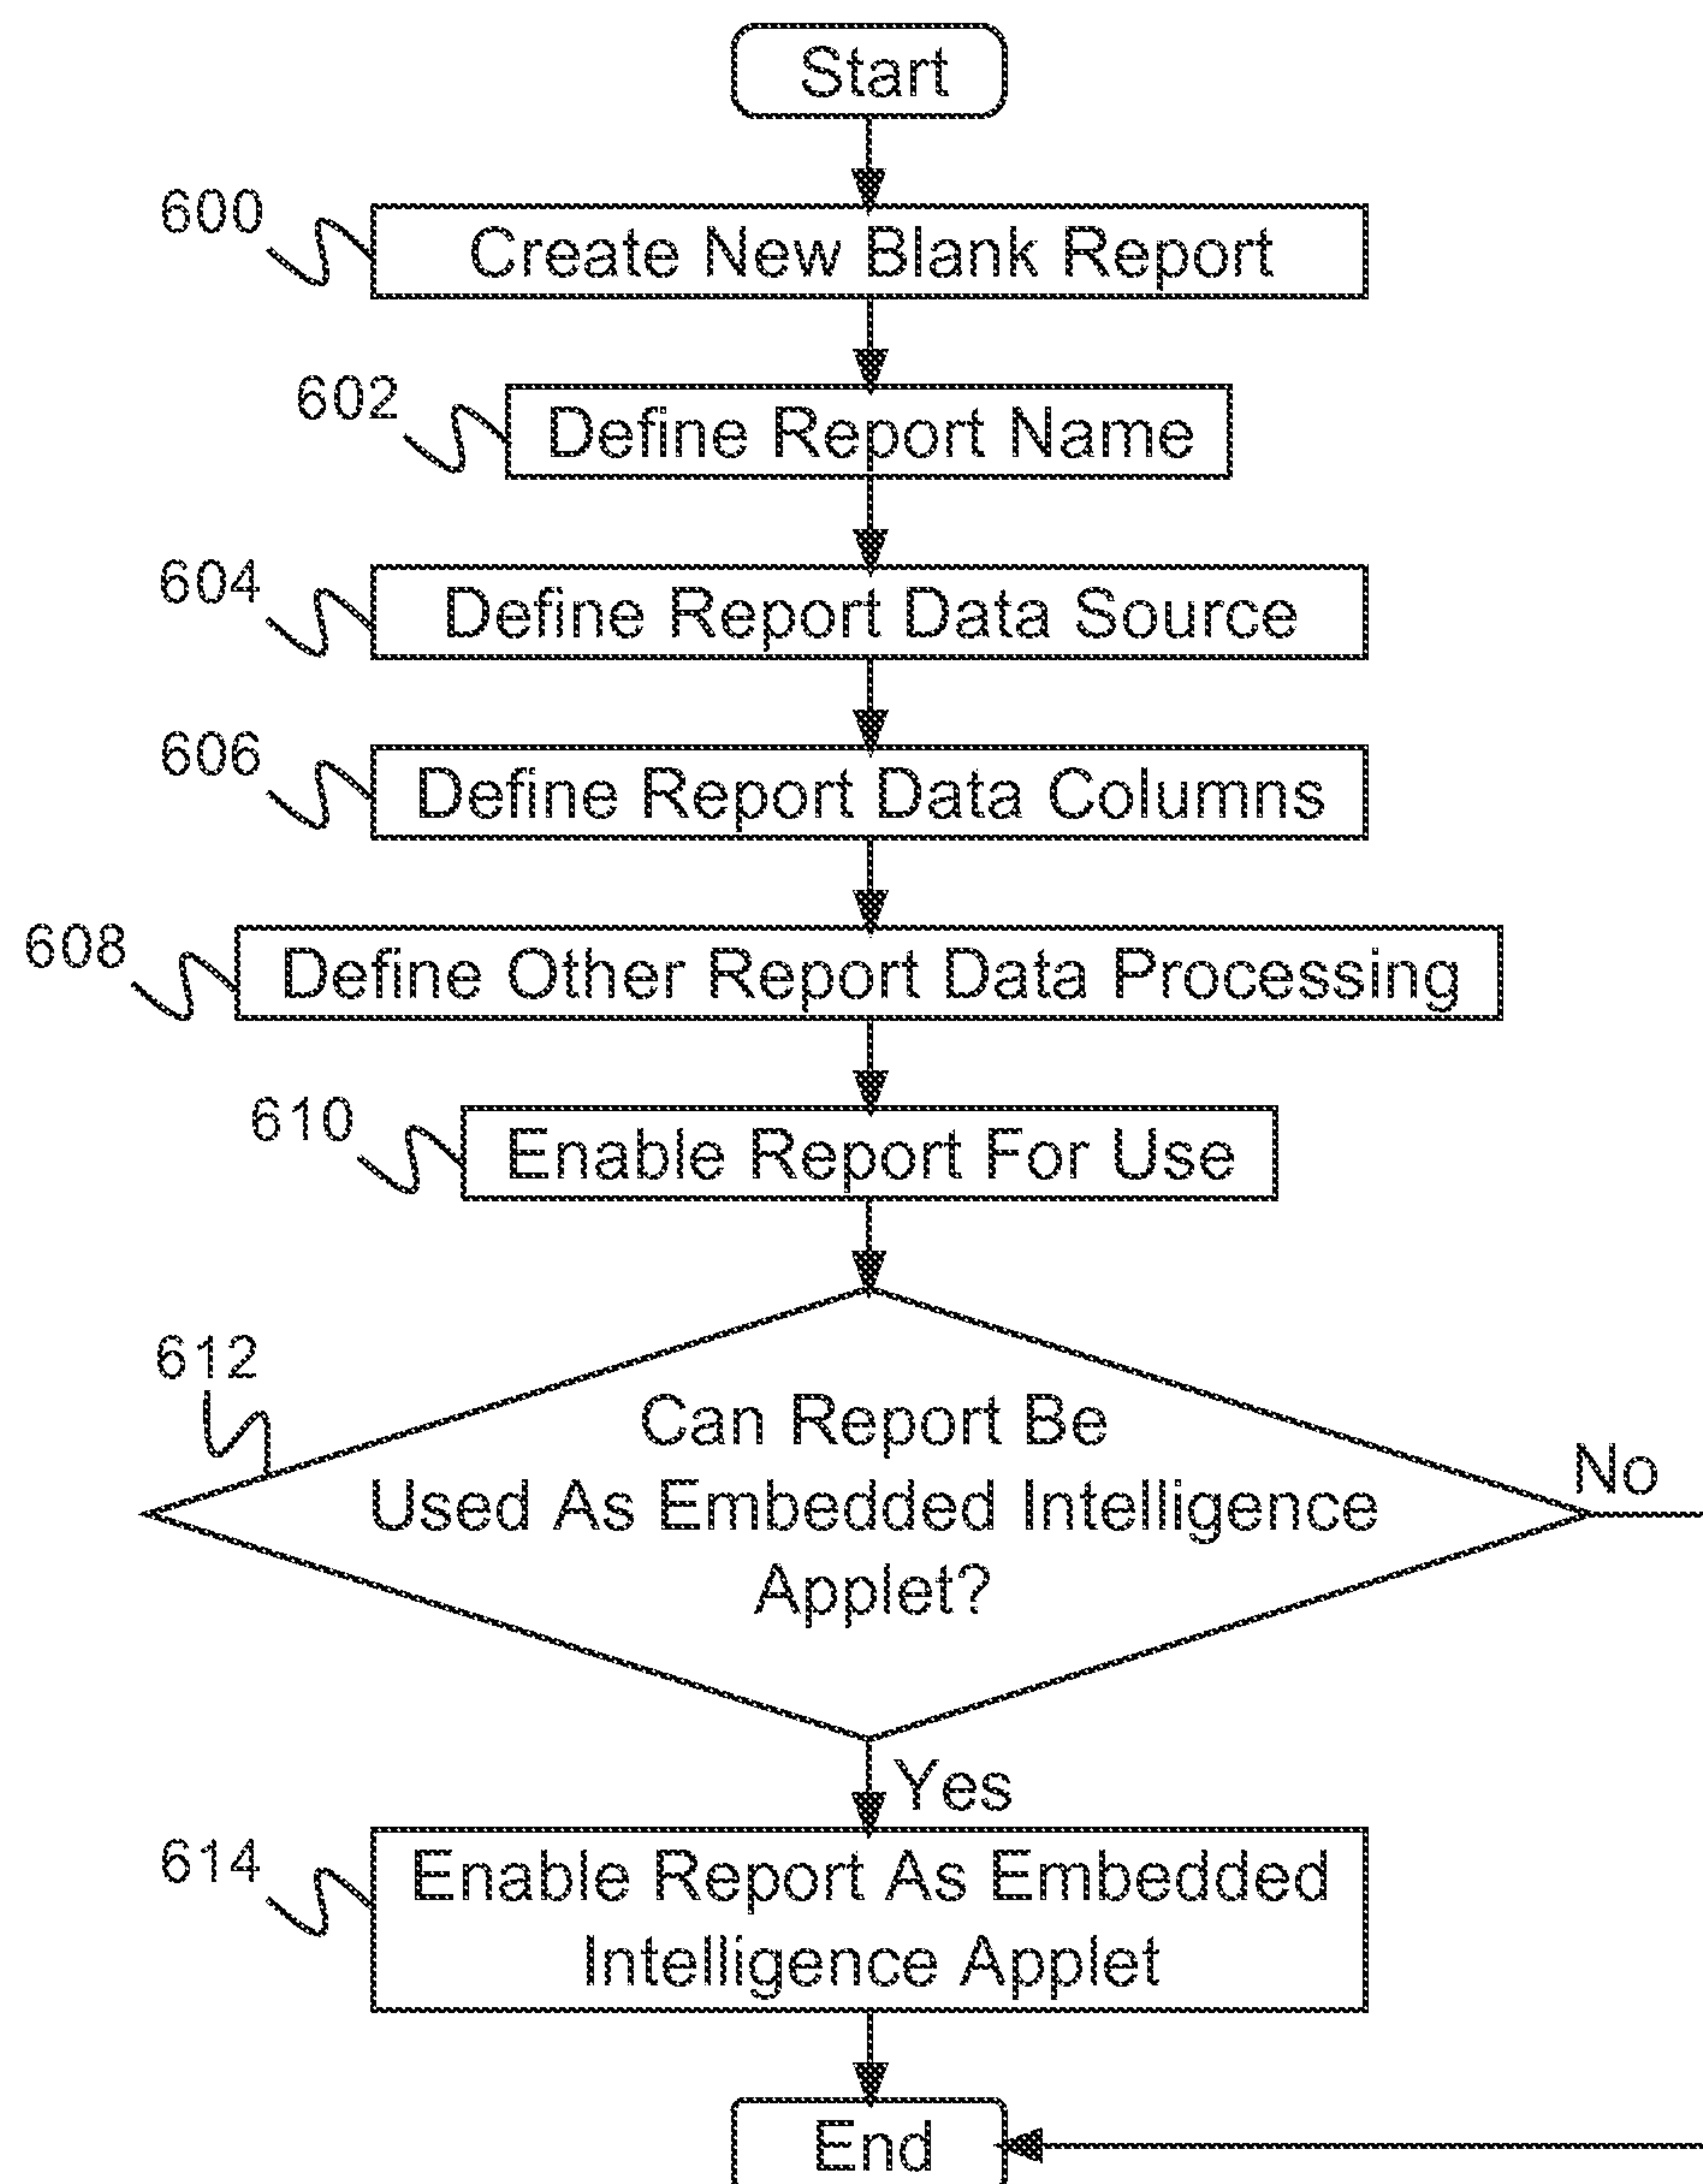 Start
600
Create New Blank Report
602
Define Report Name
604
Define Report Data Source
606
Define Report Data Columns
608
Define Other Report Data Processing
610
Enable Report For Use
612
Can Report Be
Used As Embedded Intelligence
Applet?
No
Yes
614
Enable Report As Embedded
Intelligence Applet
End